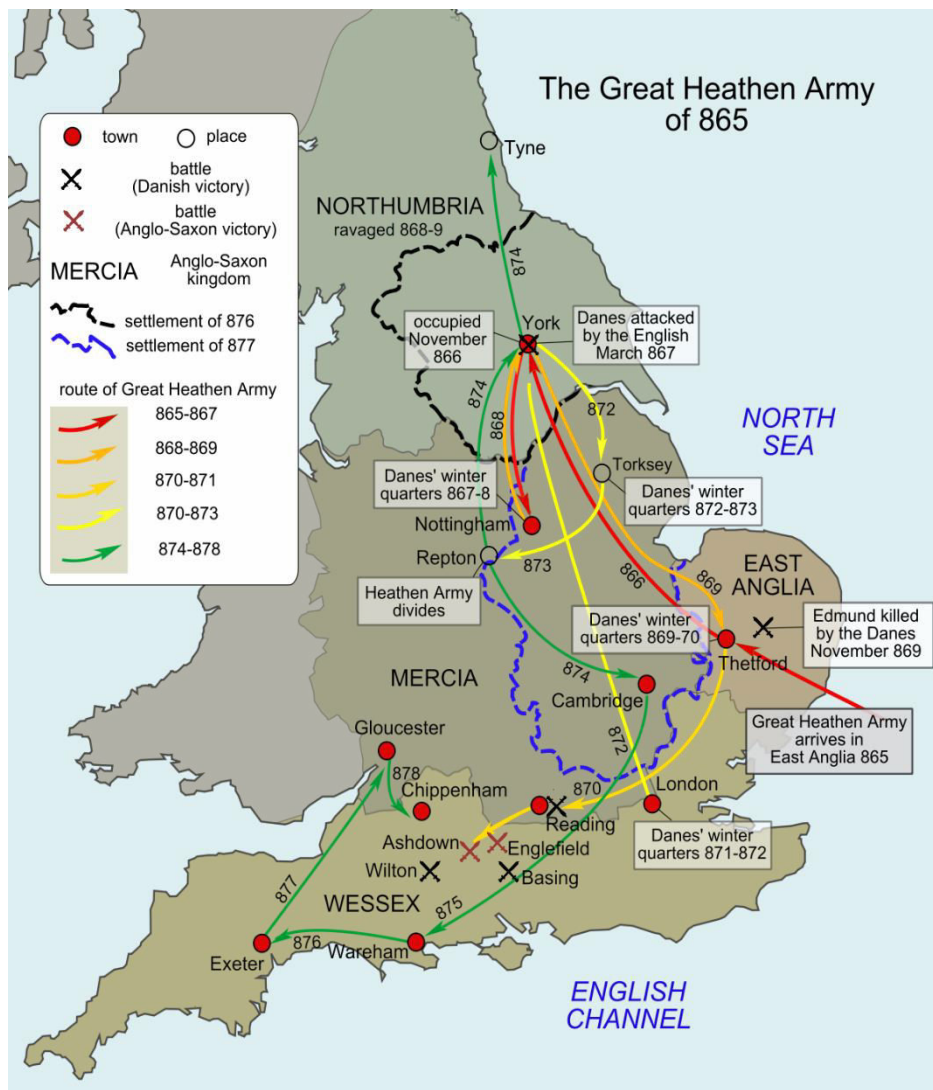 The Great Heathen Army
of 865
town
place
battle
(Danish victory)
battle
(Anglo-Saxon victory)
MERCIA
Anglo-Saxon
kingdom
settlement of 876
settlement of 877
route of Great Heathen Army
865-867
868-869
870-871
870-873
874-878
Tyne
NORTHUMBRIA
ravaged 868-9
874
occupied
November
866
York
Danes attacked
by the English
March 867
874
868
872
NORTH
SEA
Danes' winter
quarters 867-8
Torksey
Danes' winter
quarters 872-873
Nottingham
Repton
873
Heathen Army
divides
866
869
EAST
ANGLIA
Danes' winter
quarters 869-70
Edmund killed
by the Danes
November 869
Thetford
874
MERCIA
Cambridge
Great Heathen Army
arrives in
East Anglia 865
Gloucester
872
878
Chippenham
870
London
Reading
Danes' winter
quarters 871-872
Ashdown
Englefield
Wilton
Basing
877
WESSEX
875
876
Exeter
Wareham
ENGLISH
CHANNEL